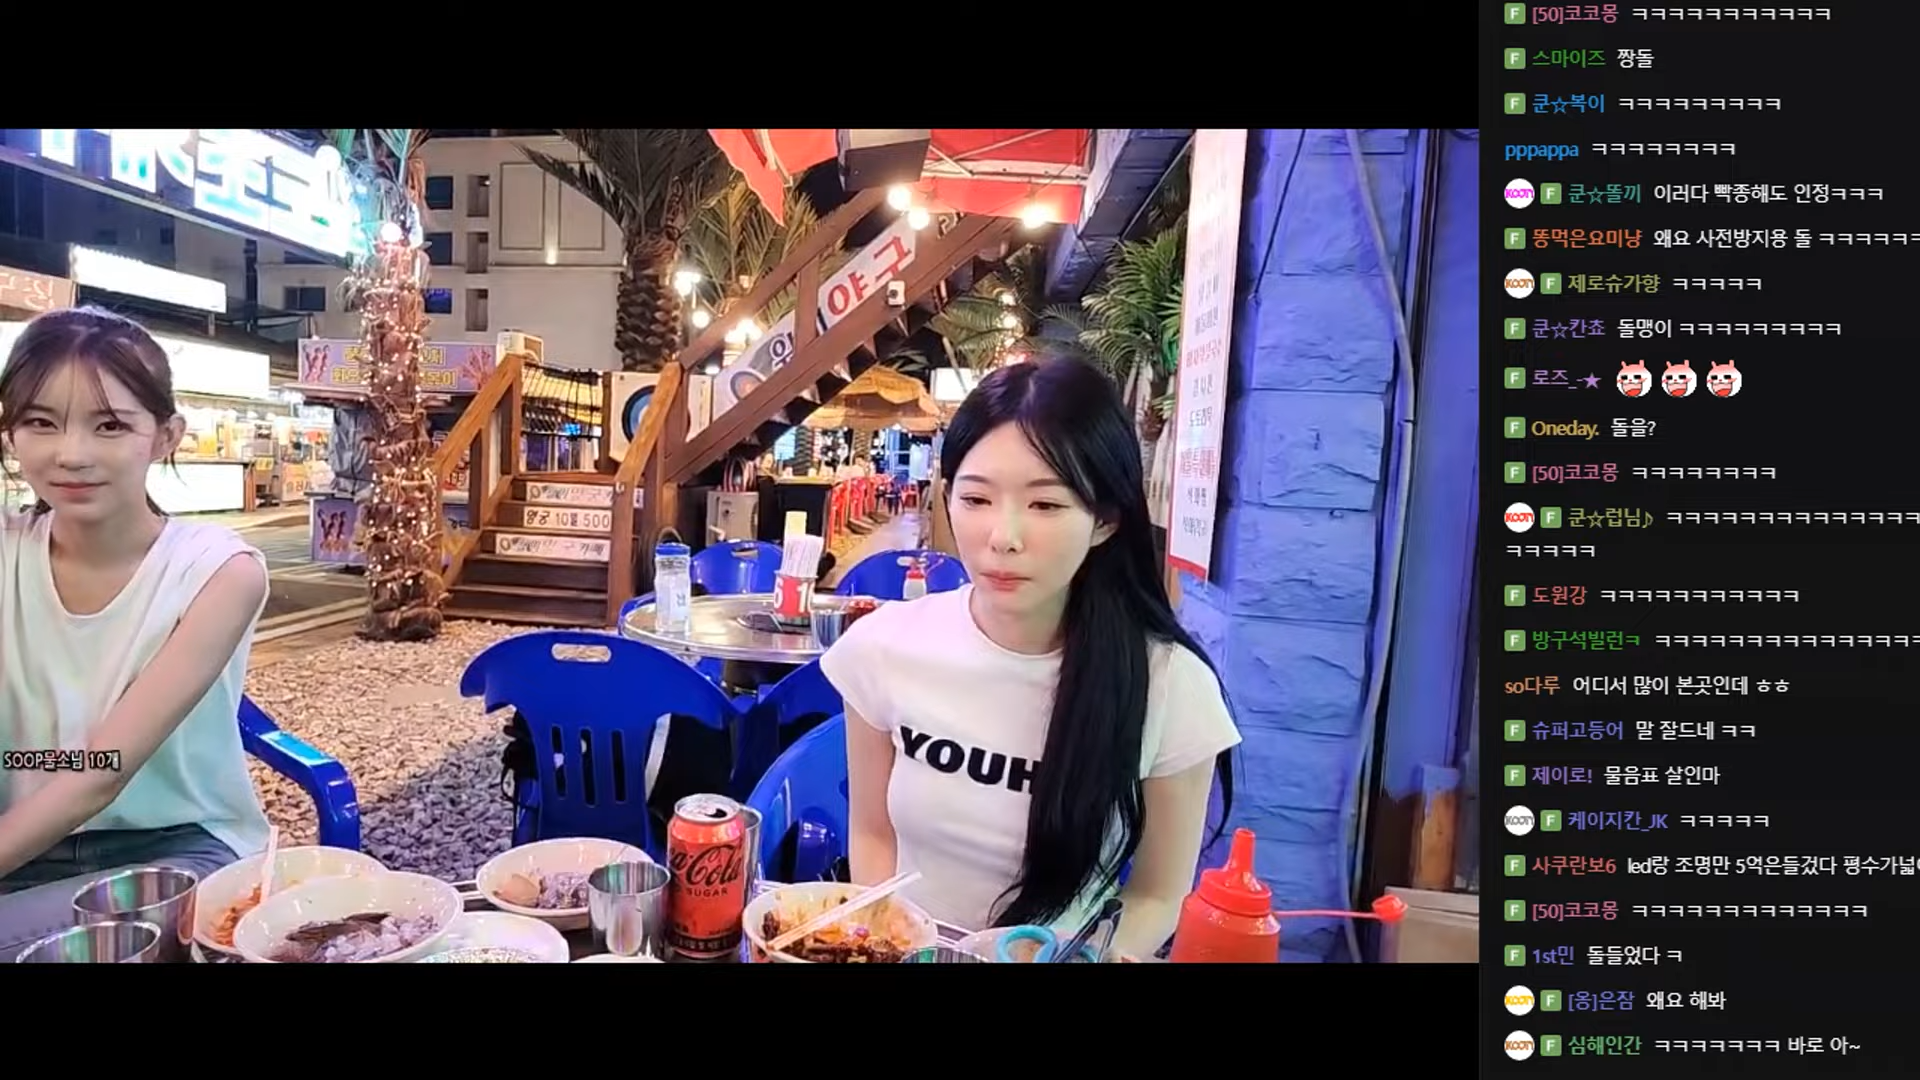 야구
양궁 10발 500
YOUH
Coca-Cola
SUGAR
SOOP물소님 10개
[50]코코몽 ㅋㅋㅋㅋㅋㅋㅋㅋㅋㅋㅋ
스마이즈 짱돌
쿤☆복이 ㅋㅋㅋㅋㅋㅋㅋㅋㅋ
pppappa ㅋㅋㅋㅋㅋㅋㅋㅋ
쿤☆똘끼 이러다 빡종해도 인정ㅋㅋㅋ
똥먹은요미냥 왜요 사전방지용 돌 ㅋㅋㅋㅋㅋㅋ
제로슈가향 ㅋㅋㅋㅋㅋ
쿤☆칸쵸 돌맹이 ㅋㅋㅋㅋㅋㅋㅋㅋㅋ
로즈_-★
Oneday. 돌을?
[50]코코몽 ㅋㅋㅋㅋㅋㅋㅋㅋ
쿤☆럽님♪ ㅋㅋㅋㅋㅋㅋㅋㅋㅋㅋㅋㅋㅋㅋ
ㅋㅋㅋㅋㅋ
도원강 ㅋㅋㅋㅋㅋㅋㅋㅋㅋㅋㅋ
방구석빌런ㅋ ㅋㅋㅋㅋㅋㅋㅋㅋㅋㅋㅋㅋㅋㅋㅋ
so다루 어디서 많이 본곳인데 ㅎㅎ
슈퍼고등어 말 잘드네 ㅋㅋ
제이로! 물음표 살인마
케이지칸_JK ㅋㅋㅋㅋㅋ
사쿠란보6 led랑 조명만 5억은들겄다 평수가넓
[50]코코몽 ㅋㅋㅋㅋㅋㅋㅋㅋㅋㅋㅋㅋㅋ
1st민 돌들었다 ㅋ
[옹]은잠 왜요 해봐
심해인간 ㅋㅋㅋㅋㅋㅋㅋ 바로 아~